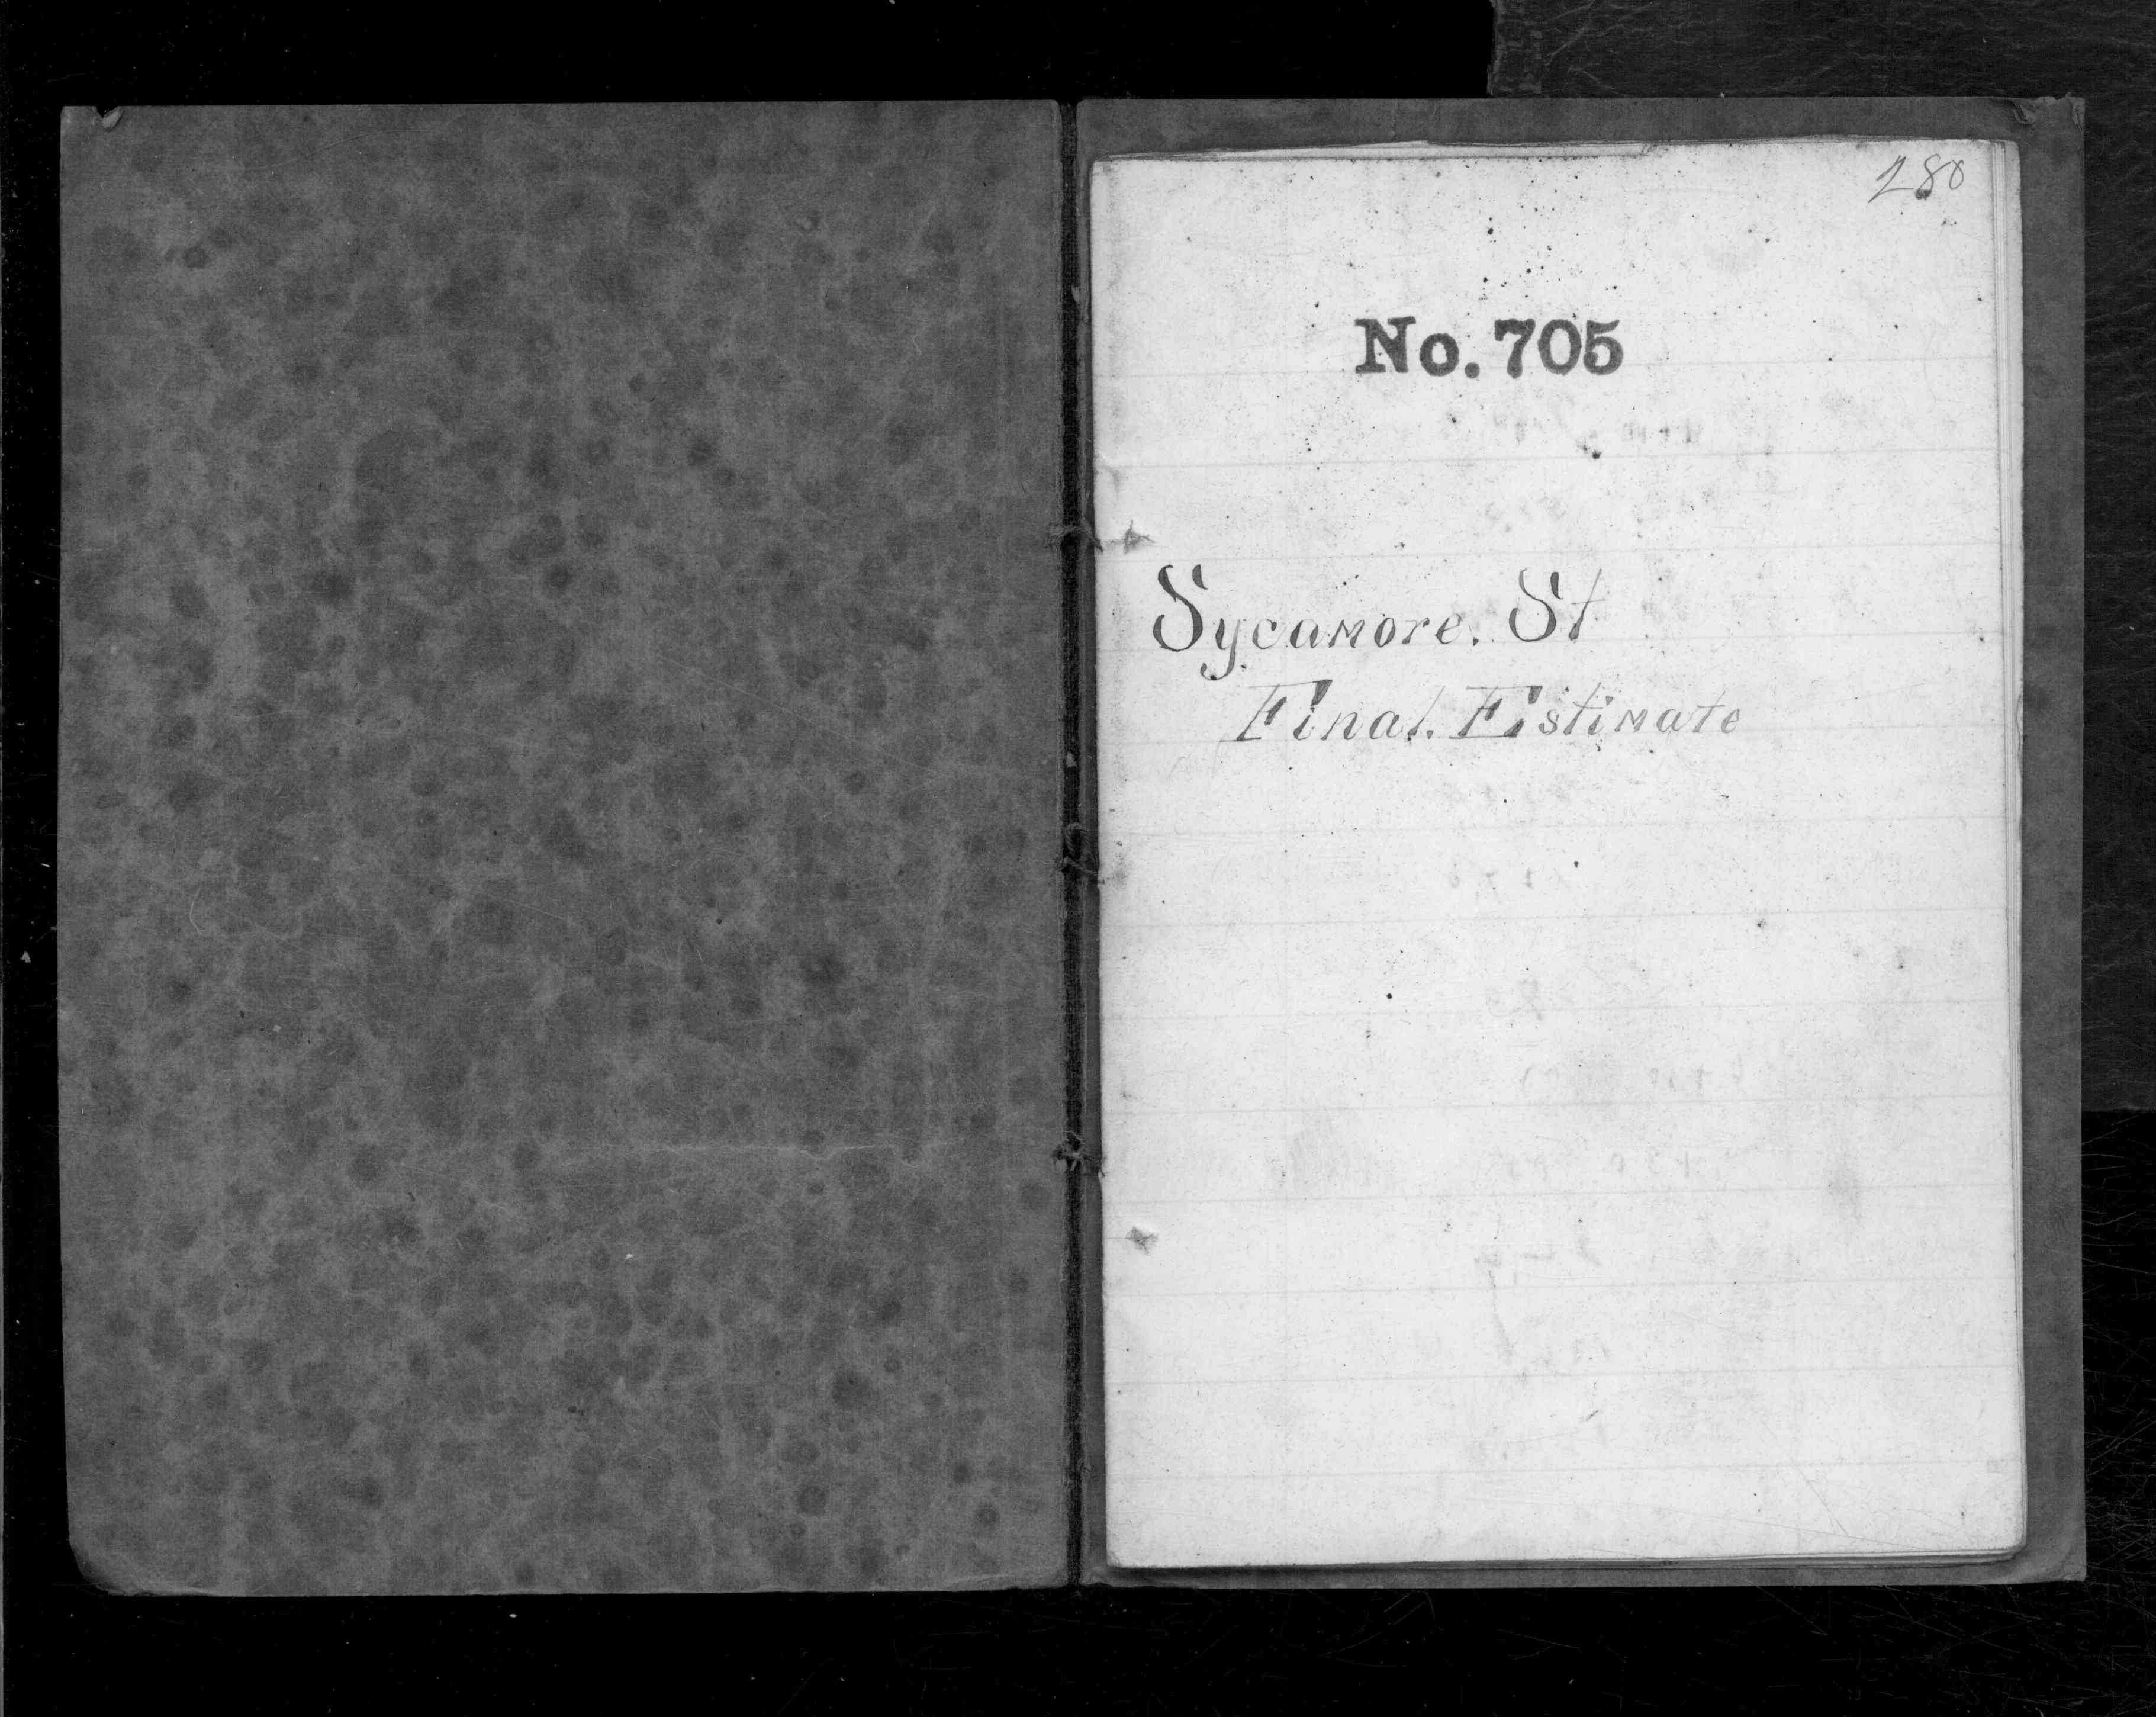 280
No. 705
Sycamore. St
Final. Estimate